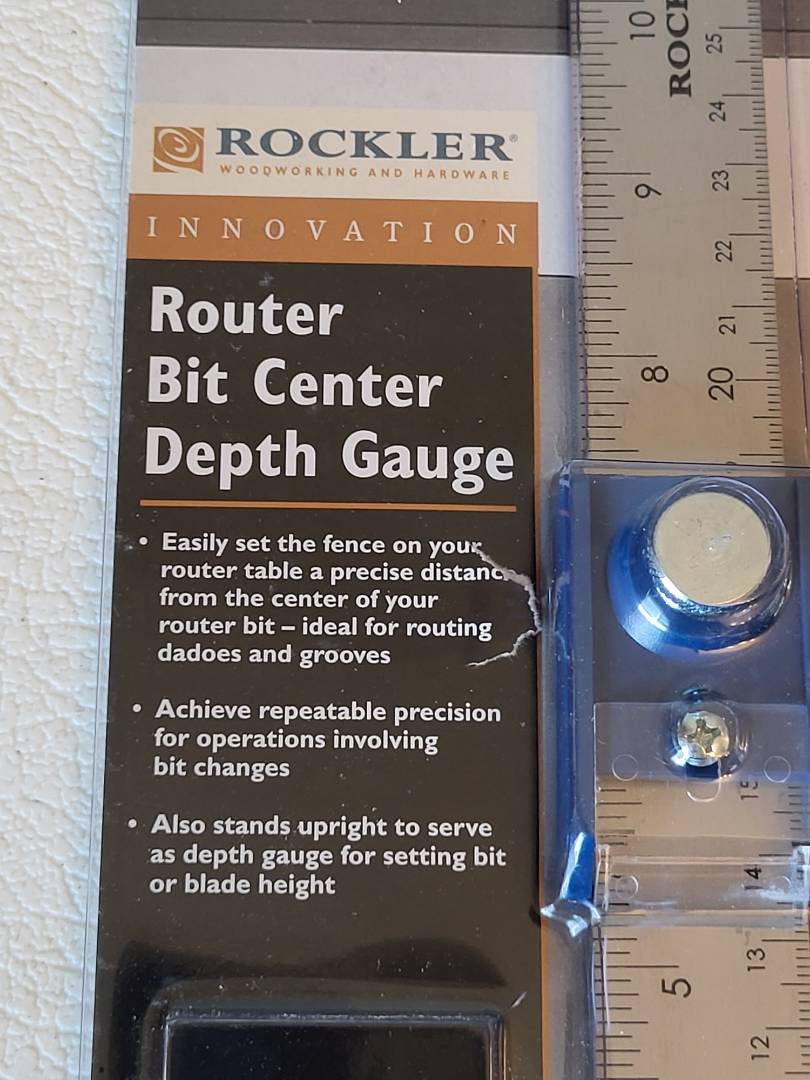 ROCKLER®
WOODWORKING AND HARDWARE
INNOVATION
Router
Bit Center
Depth Gauge
• Easily set the fence on your
router table a precise
from the center of your
router bit – ideal for routing
dadoes and grooves
• Achieve repeatable precision
for operations involving
bit changes
• Also stands upright to serve
as depth gauge for setting bit
or blade height
10
9
8
5
ROCK
25
24
23
22
21
20
15
14
13
12